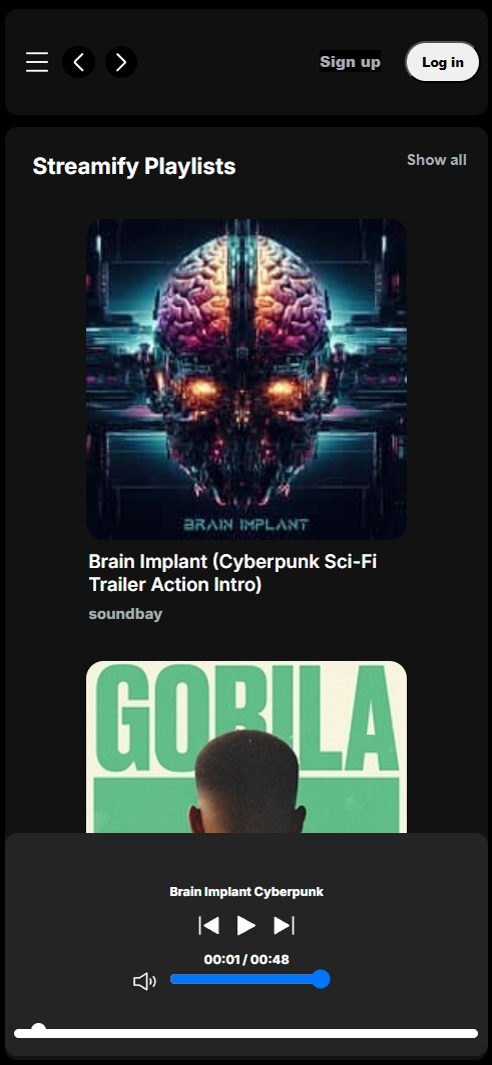 Sign up
Log in
Streamify Playlists
Show all
BRAIN IMPLANT
Brain Implant (Cyberpunk Sci-Fi
Trailer Action Intro)
soundbay
GORILA
Brain Implant Cyberpunk
00:01 / 00:48